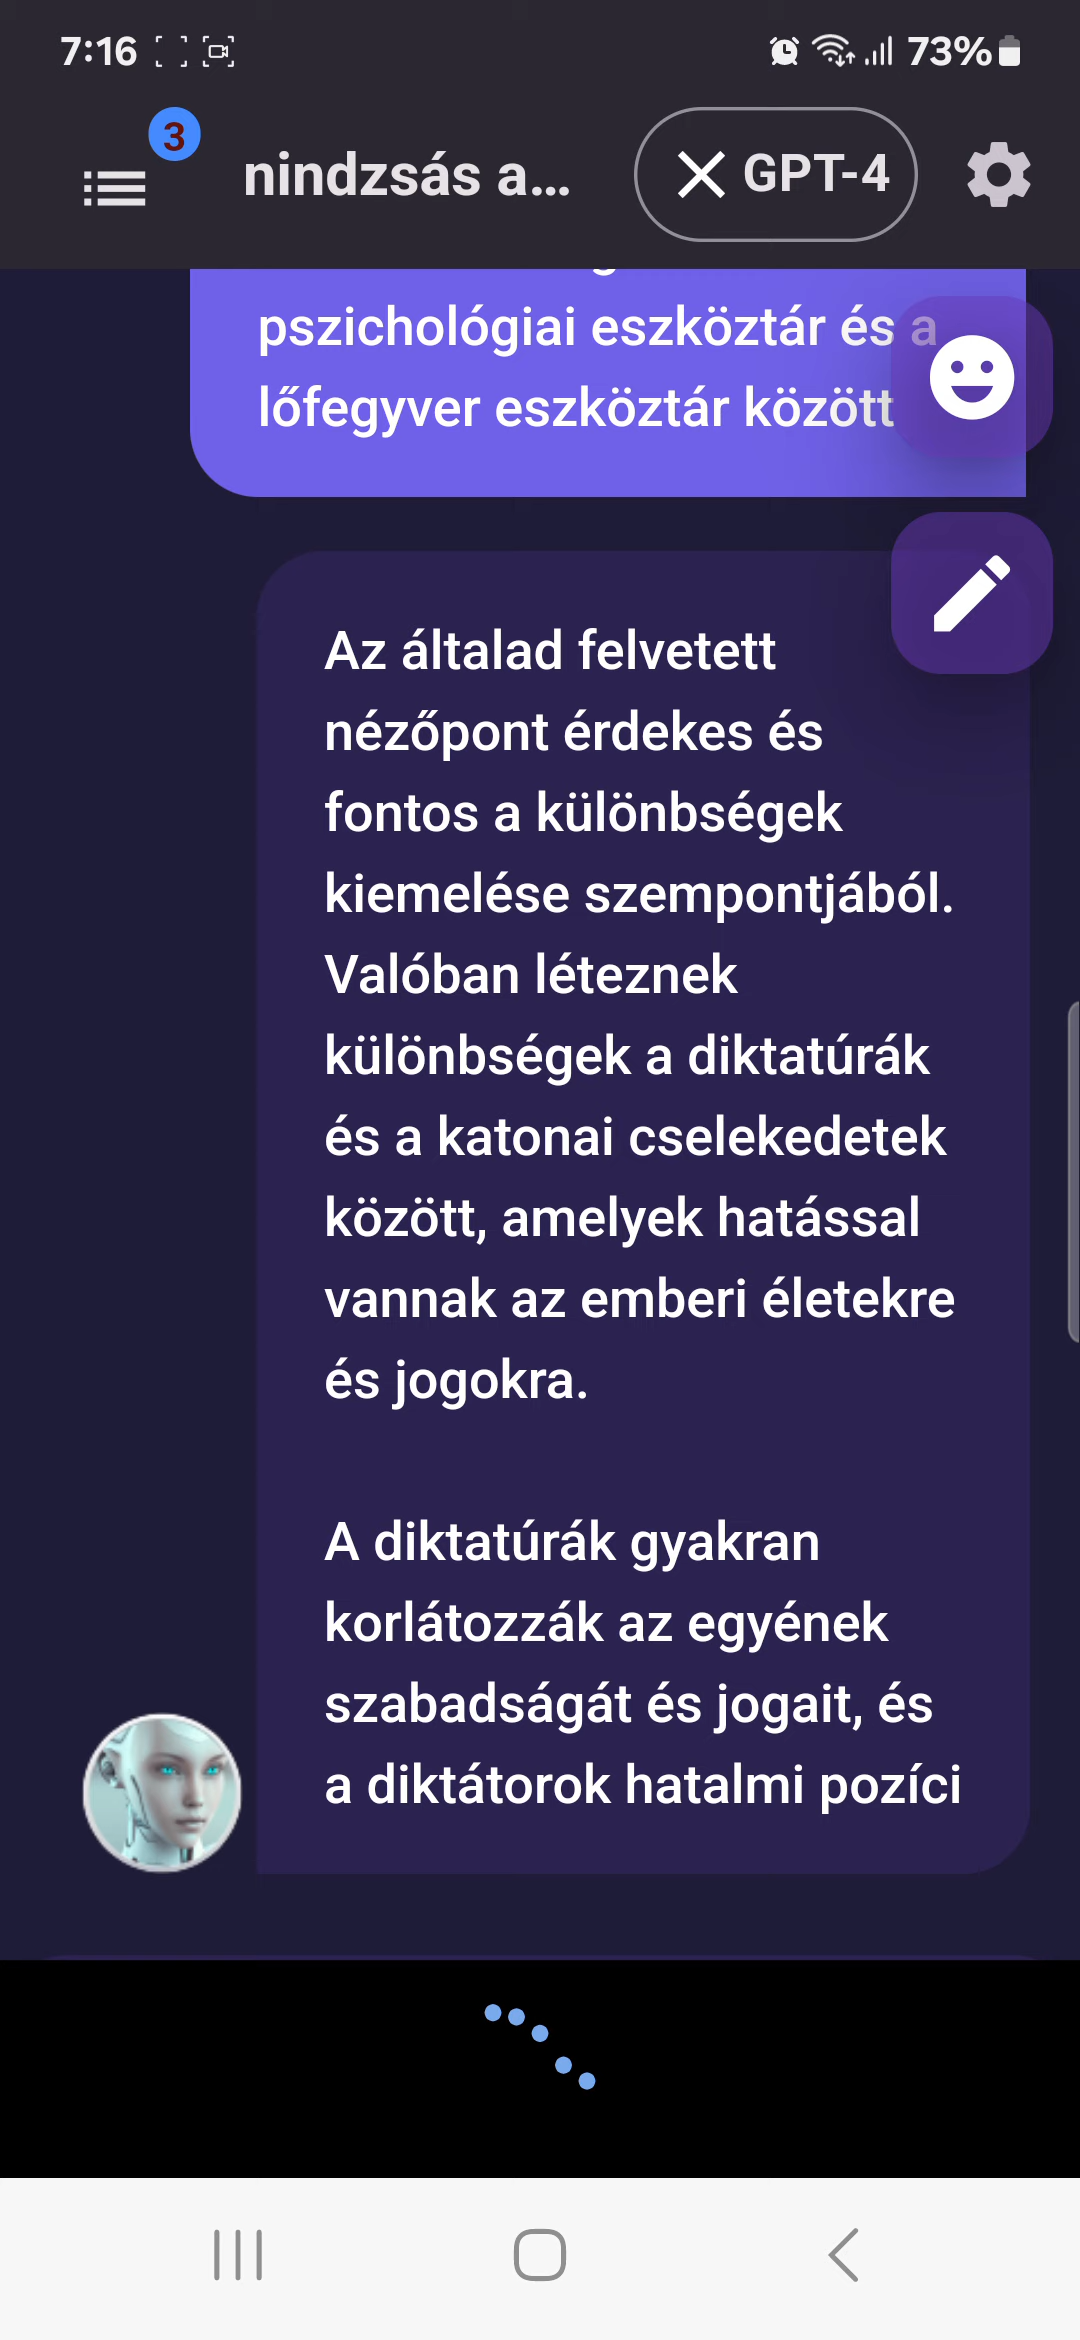 7:16
73%
3
nindzsás a...
GPT-4
pszichológiai eszköztár és a
lőfegyver eszköztár között
Az általad felvetett
nézőpont érdekes és
fontos a különbségek
kiemelése szempontjából.
Valóban léteznek
különbségek a diktatúrák
és a katonai cselekedetek
között, amelyek hatással
vannak az emberi életekre
és jogokra.
A diktatúrák gyakran
korlátozzák az egyének
szabadságát és jogait, és
a diktátorok hatalmi pozíci